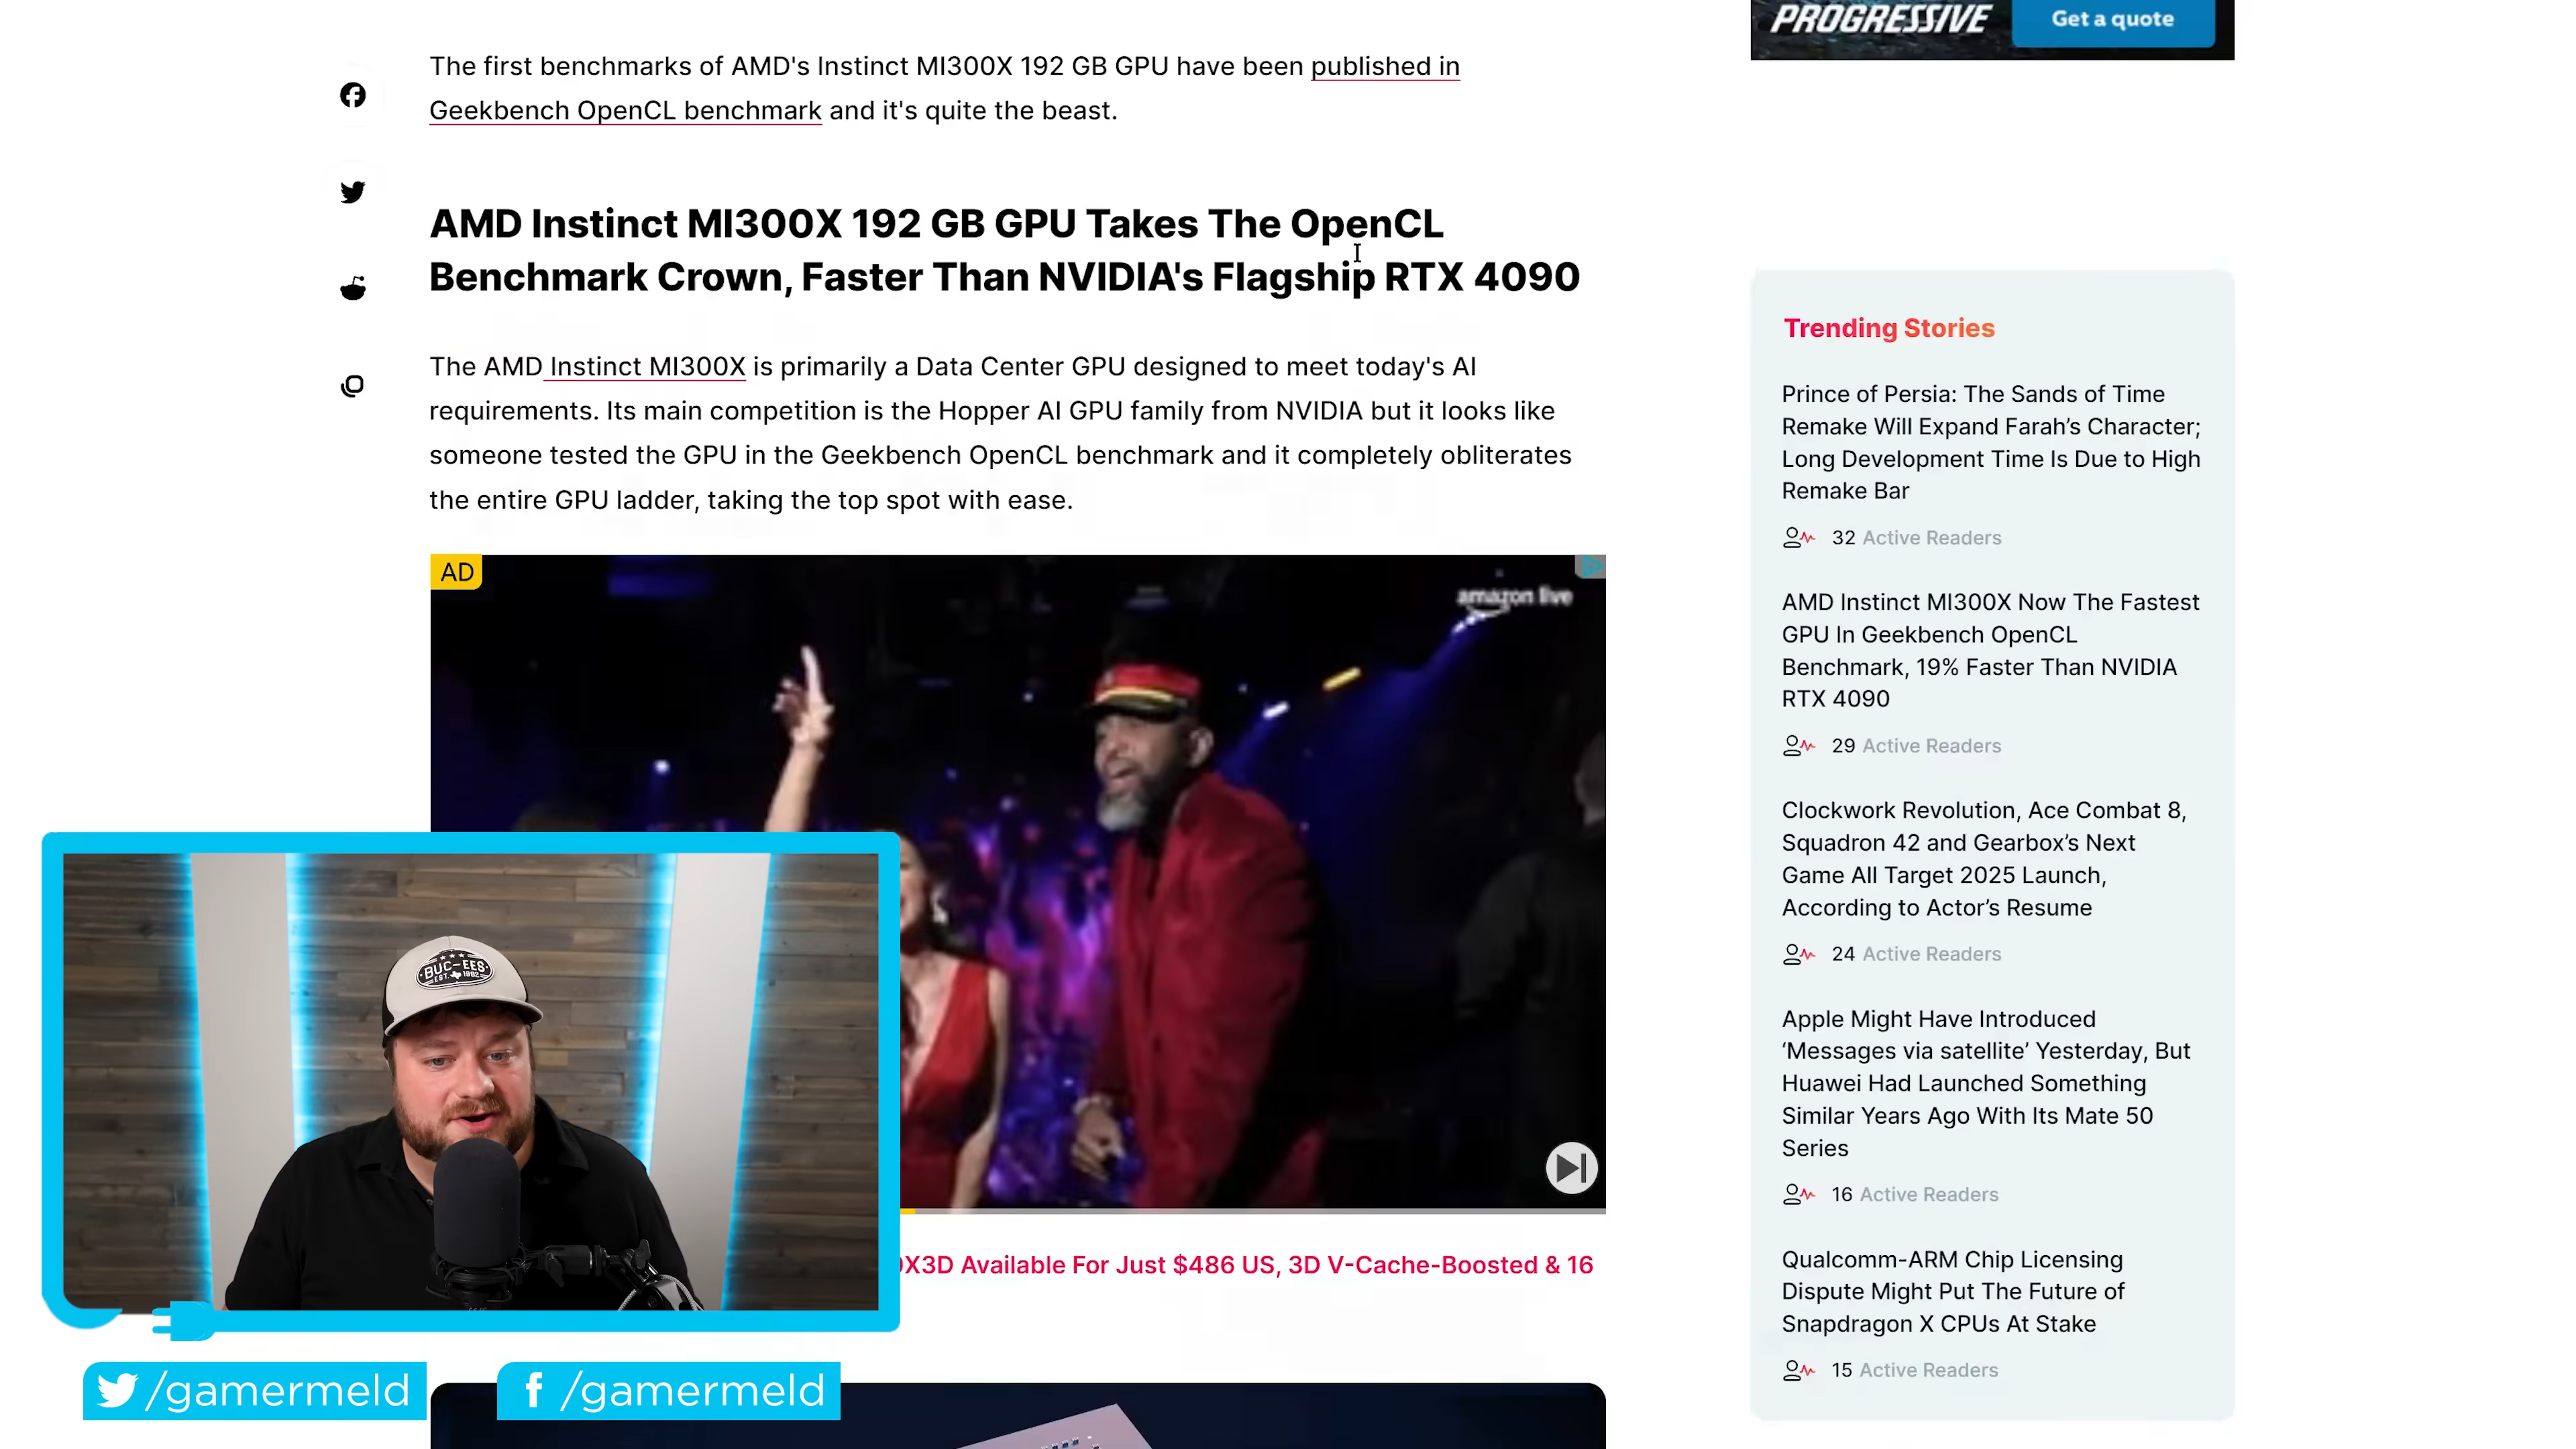 PROGRESSIVE
Get a quote
The first benchmarks of AMD's Instinct MI300X 192 GB GPU have been published in
Geekbench OpenCL benchmark and it's quite the beast.
AMD Instinct MI300X 192 GB GPU Takes The OpenCL
Benchmark Crown, Faster Than NVIDIA's Flagship RTX 4090
The AMD Instinct MI300X is primarily a Data Center GPU designed to meet today's AI
requirements. Its main competition is the Hopper AI GPU family from NVIDIA but it looks like
someone tested the GPU in the Geekbench OpenCL benchmark and it completely obliterates
the entire GPU ladder, taking the top spot with ease.
AD
amazon live
BUC-EES
EST. 1982
X3D Available For Just $486 US, 3D V-Cache-Boosted & 16
/gamermeld
/gamermeld
Trending Stories
Prince of Persia: The Sands of Time
Remake Will Expand Farah’s Character;
Long Development Time Is Due to High
Remake Bar
32 Active Readers
AMD Instinct MI300X Now The Fastest
GPU In Geekbench OpenCL
Benchmark, 19% Faster Than NVIDIA
RTX 4090
29 Active Readers
Clockwork Revolution, Ace Combat 8,
Squadron 42 and Gearbox’s Next
Game All Target 2025 Launch,
According to Actor’s Resume
24 Active Readers
Apple Might Have Introduced
‘Messages via satellite’ Yesterday, But
Huawei Had Launched Something
Similar Years Ago With Its Mate 50
Series
16 Active Readers
Qualcomm-ARM Chip Licensing
Dispute Might Put The Future of
Snapdragon X CPUs At Stake
15 Active Readers